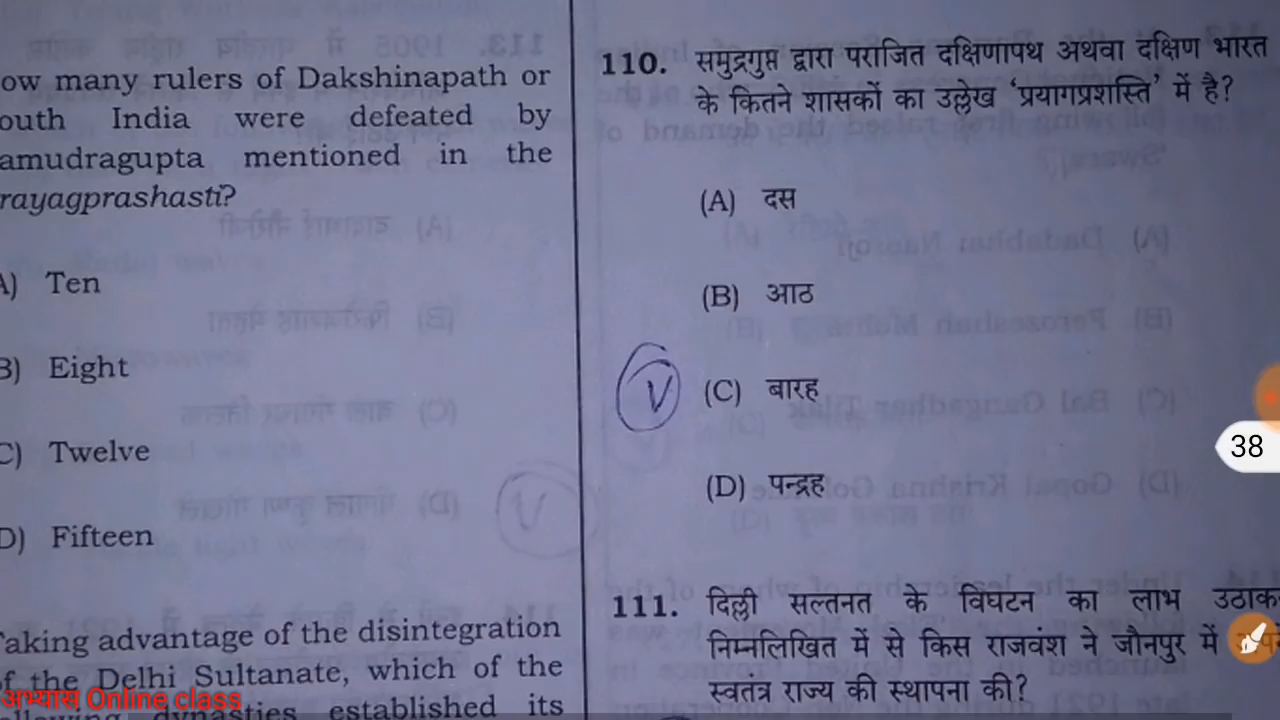 ow many rulers of Dakshinapath or
outh India were defeated by
amudragupta mentioned in the
rayagprashasti?
A) Ten
B) Eight
C) Twelve
D) Fifteen
Taking advantage of the disintegration
of the Delhi Sultanate, which of the
dynasties established its
110. समुद्रगुप्त द्वारा पराजित दक्षिणापथ अथवा दक्षिण भारत
के कितने शासकों का उल्लेख ‘प्रयागप्रशस्ति’ में है?
(A) दस
(B) आठ
(C) बारह
(D) पन्द्रह
111. दिल्ली सल्तनत के विघटन का लाभ उठाक
निम्नलिखित में से किस राजवंश ने जौनपुर में
स्वतंत्र राज्य की स्थापना की?
38
अभ्यास Online class